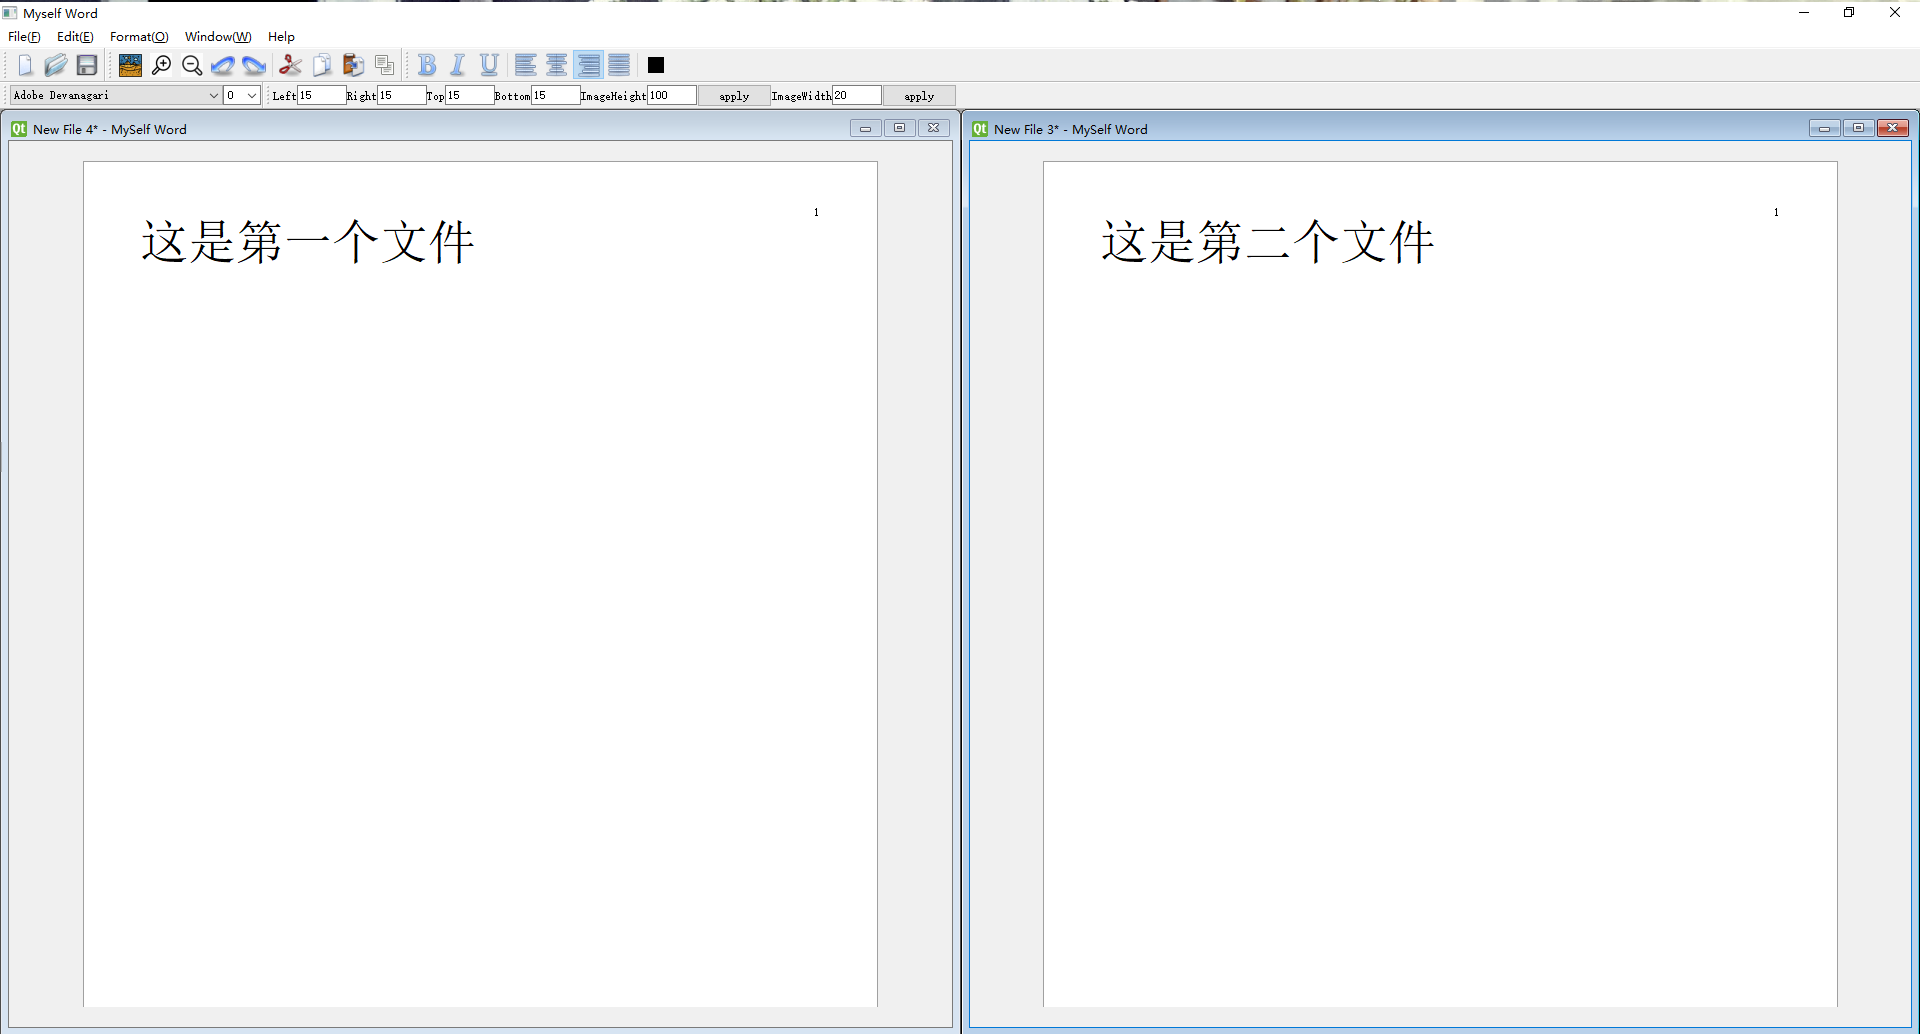 Myself Word
File(F) Edit(E) Format(O) Window(W) Help
B I U
Adobe Devanagari 0 Left 15 Right 15 Top 15 Bottom 15 ImageHeight 100 apply ImageWidth 20 apply
Qt New File 4* - MySelf Word
1
这是第一个文件
Qt New File 3* - MySelf Word
1
这是第二个文件